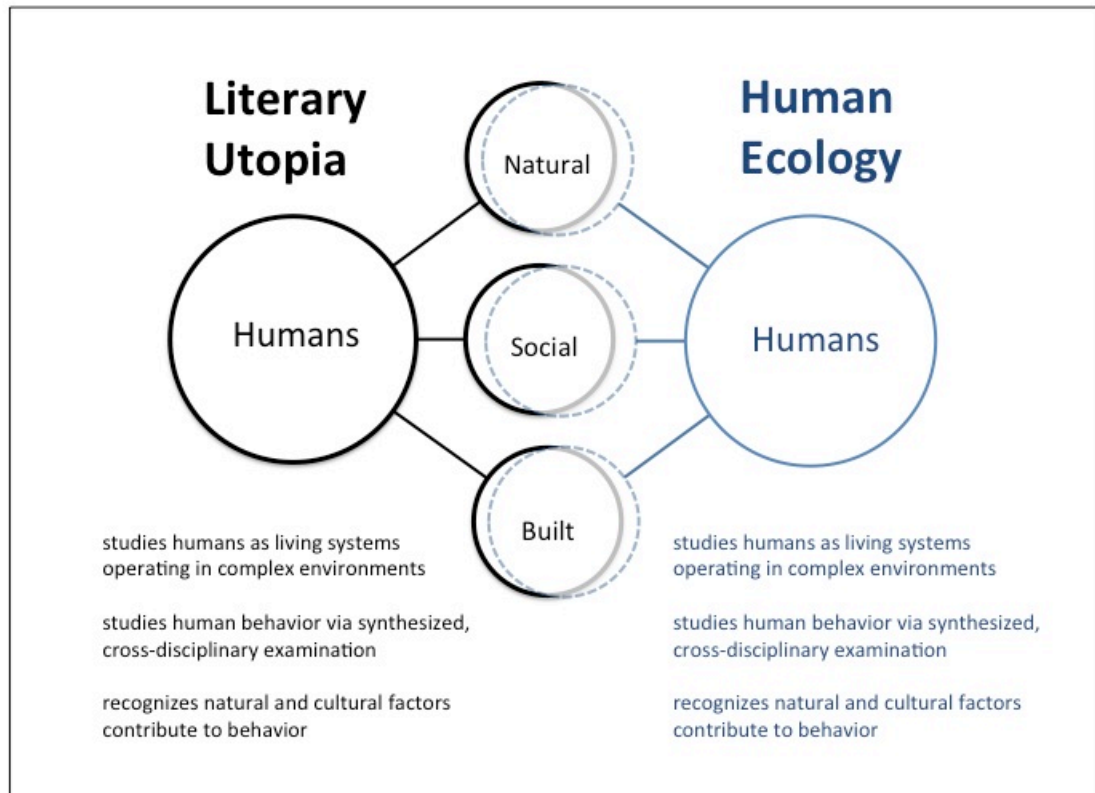 Literary
Utopia
Human
Ecology
Natural
Humans
Social
Humans
Built
studies humans as living systems
operating in complex environments
studies human behavior via synthesized,
cross-disciplinary examination
recognizes natural and cultural factors
contribute to behavior
studies humans as living systems
operating in complex environments
studies human behavior via synthesized,
cross-disciplinary examination
recognizes natural and cultural factors
contribute to behavior